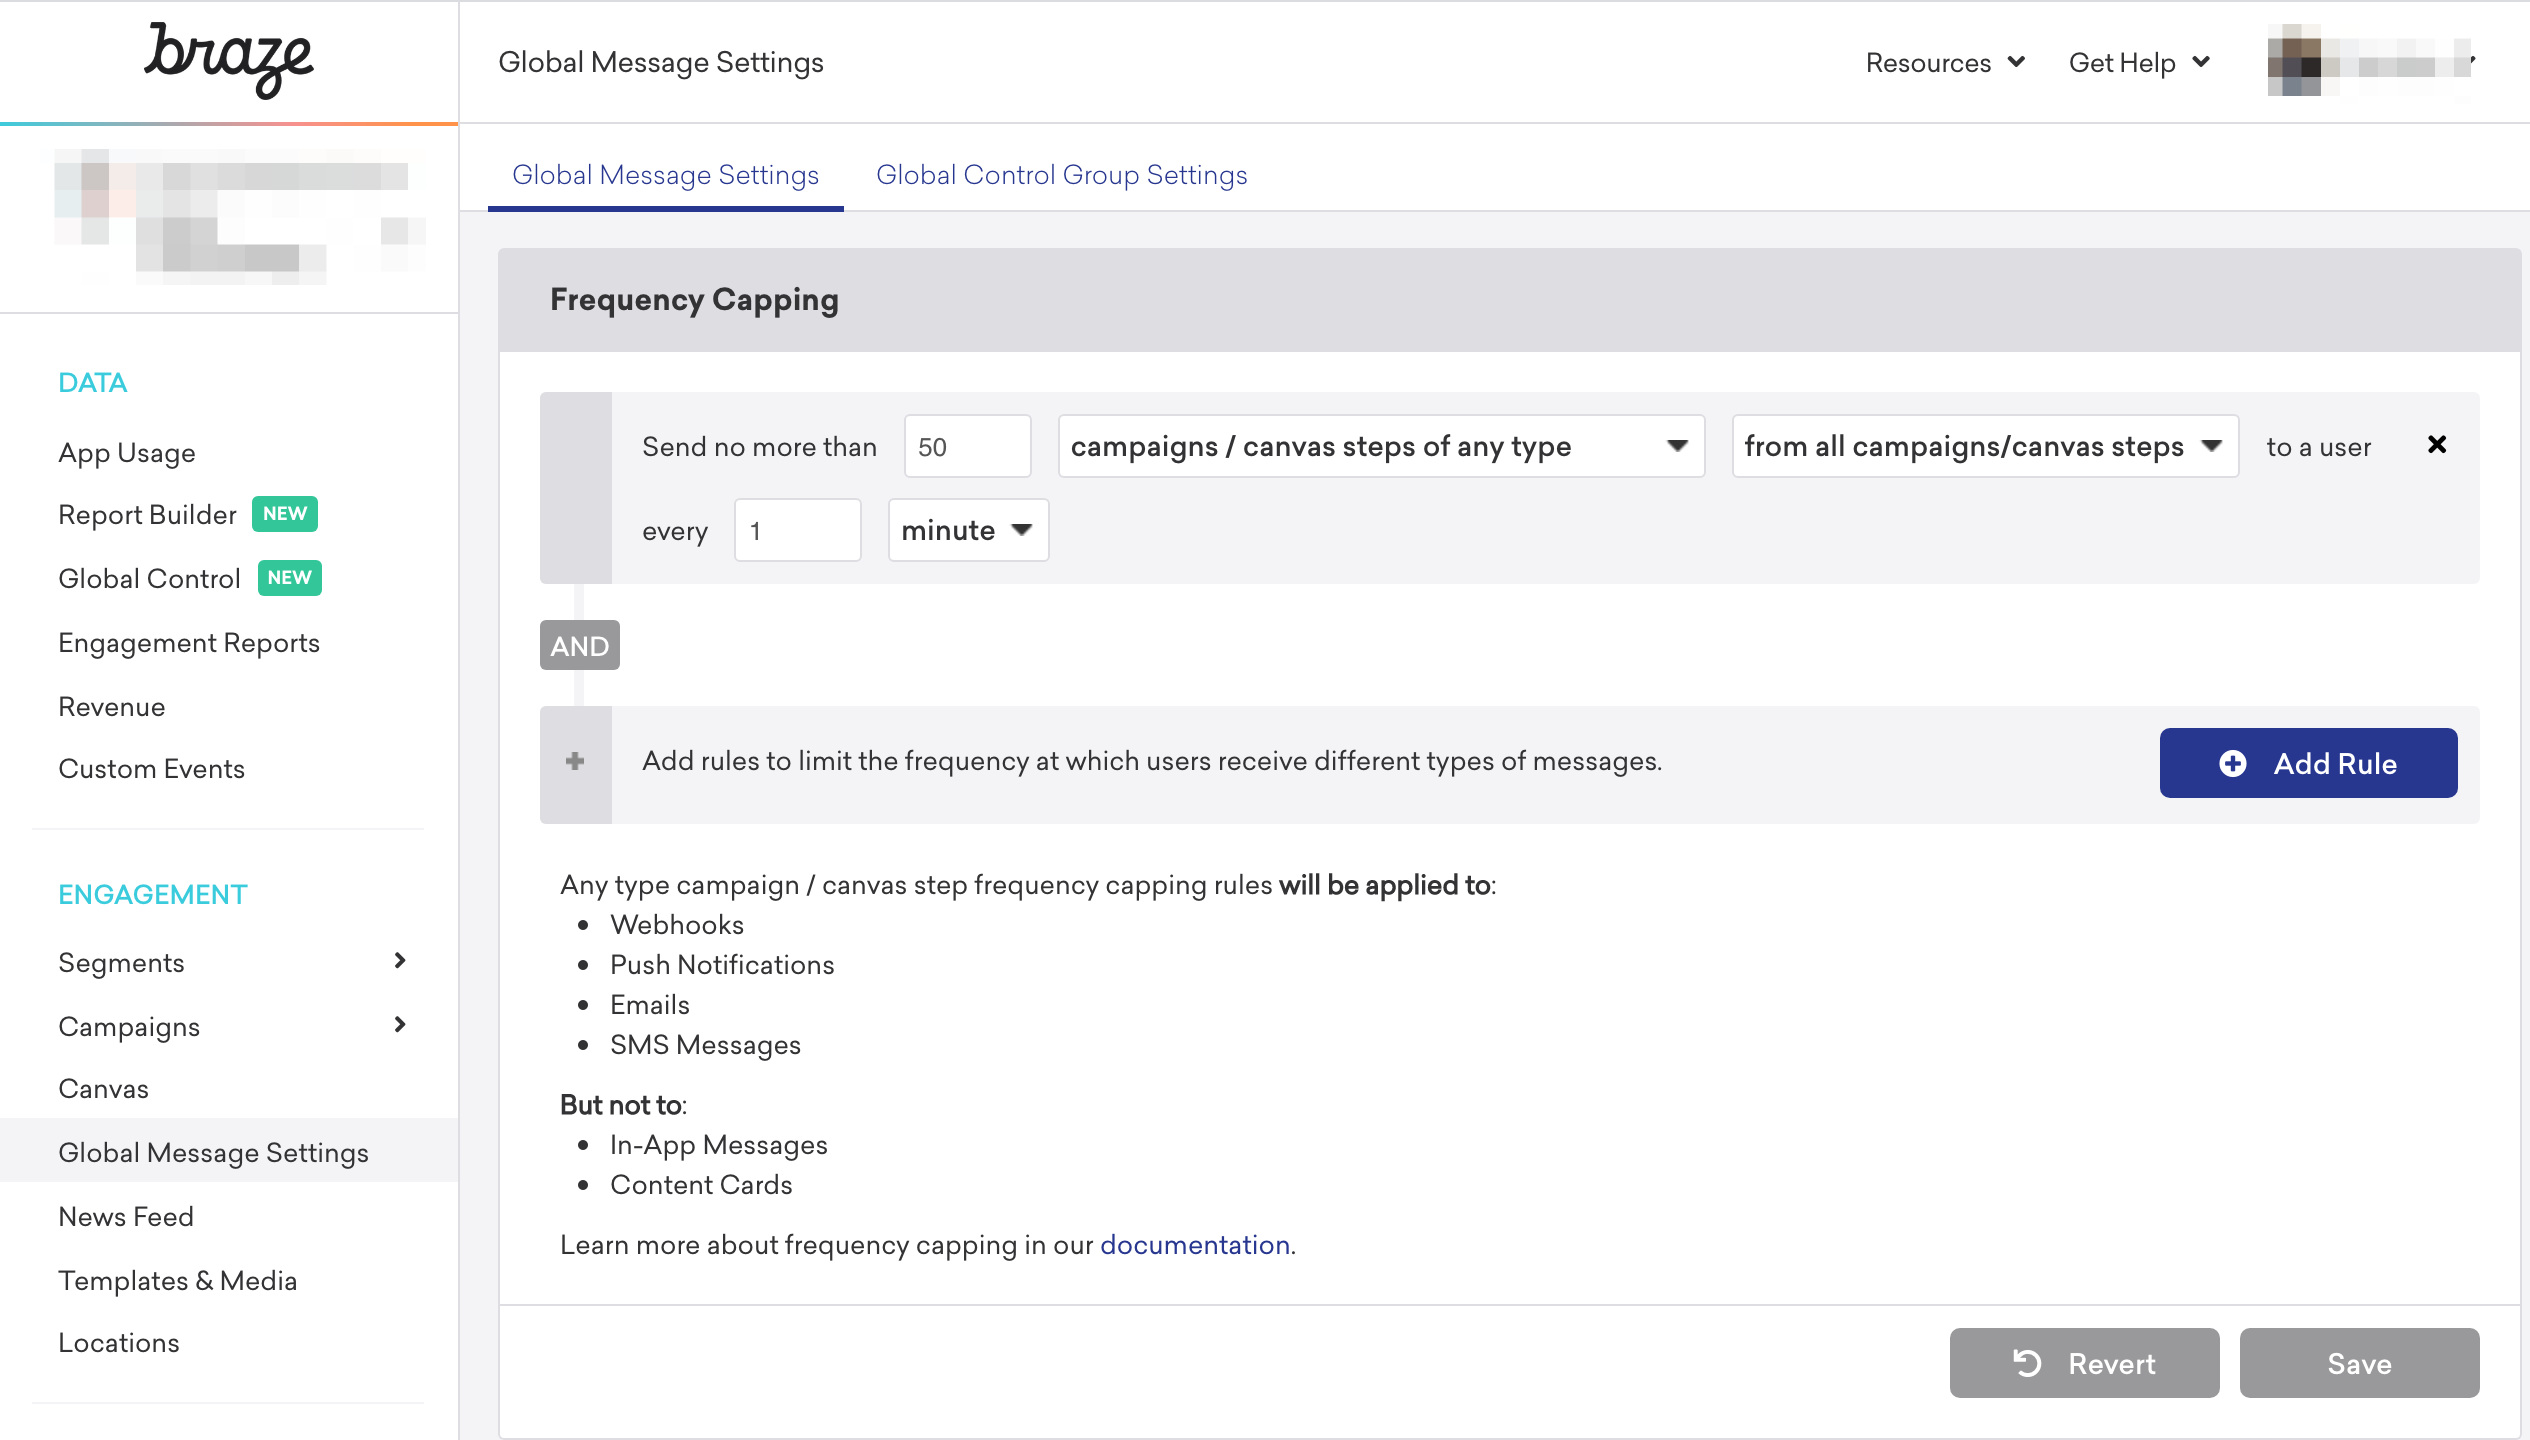 braze
Global Message Settings
Resources
Get Help
Global Message Settings
Global Control Group Settings
DATA
App Usage
Report Builder NEW
Global Control NEW
Engagement Reports
Revenue
Custom Events
ENGAGEMENT
Segments
Campaigns
Canvas
Global Message Settings
News Feed
Templates & Media
Locations
Frequency Capping
Send no more than 50 campaigns / canvas steps of any type from all campaigns/canvas steps to a user
every 1 minute
AND
Add rules to limit the frequency at which users receive different types of messages.
Add Rule
Any type campaign / canvas step frequency capping rules will be applied to:
Webhooks
Push Notifications
Emails
SMS Messages
But not to:
In-App Messages
Content Cards
Learn more about frequency capping in our documentation.
Revert
Save